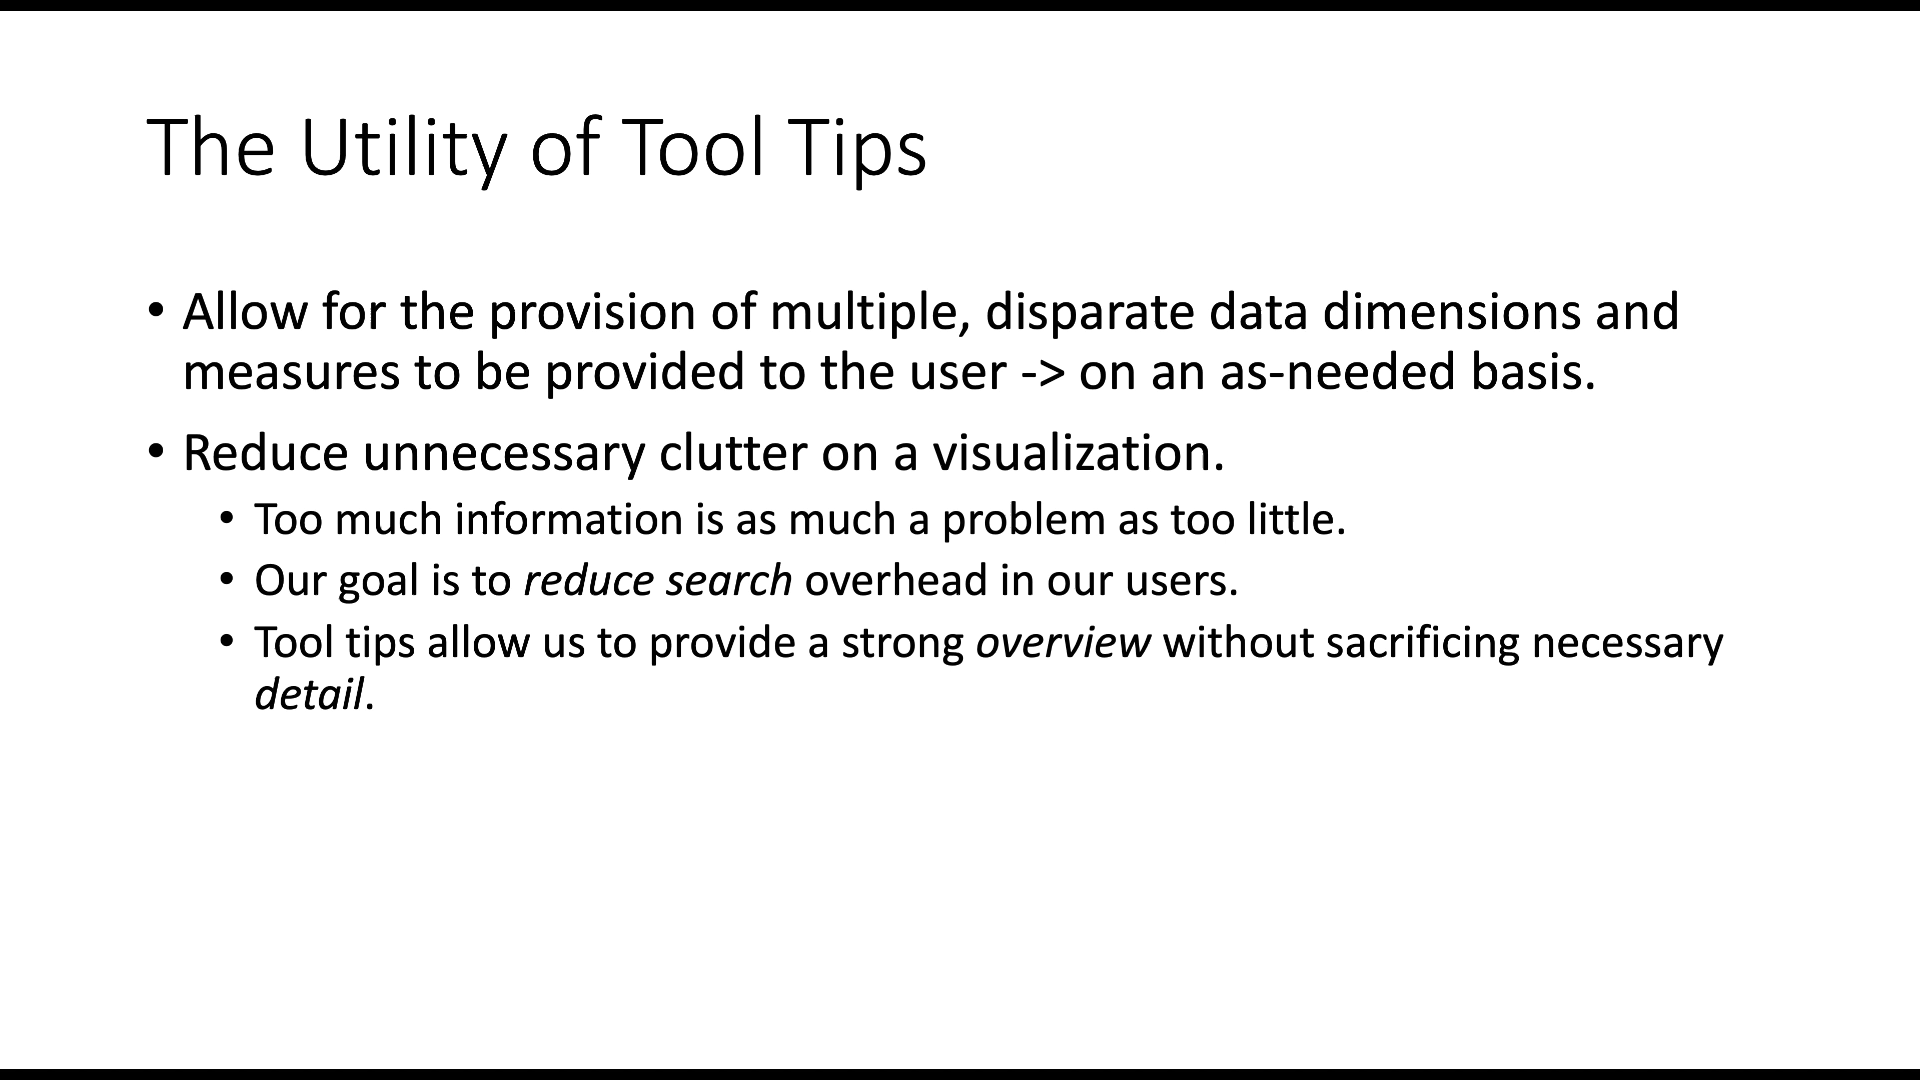 The Utility of Tool Tips
• Allow for the provision of multiple, disparate data dimensions and
measures to be provided to the user -> on an as-needed basis.
• Reduce unnecessary clutter on a visualization.
• Too much information is as much a problem as too little.
• Our goal is to reduce search overhead in our users.
• Tool tips allow us to provide a strong overview without sacrificing necessary
detail.